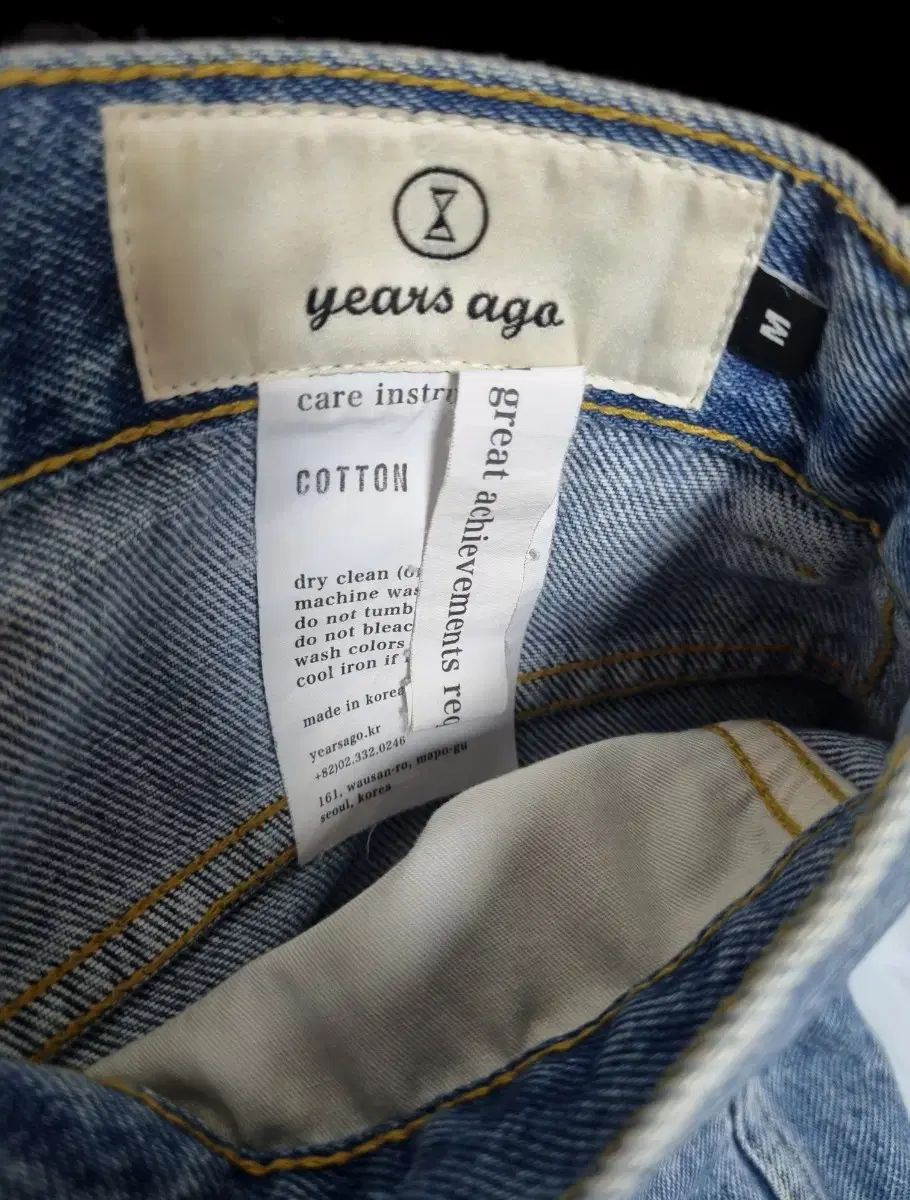 years ago
M
care instru
COTTON
great achievements req
dry clean (or
machine was
do not tumb
do not bleac
wash colors
cool iron if
made in korea
yearsago.kr
+82)02.332.0246
161, wausan-ro, mapo-gu
seoul, korea